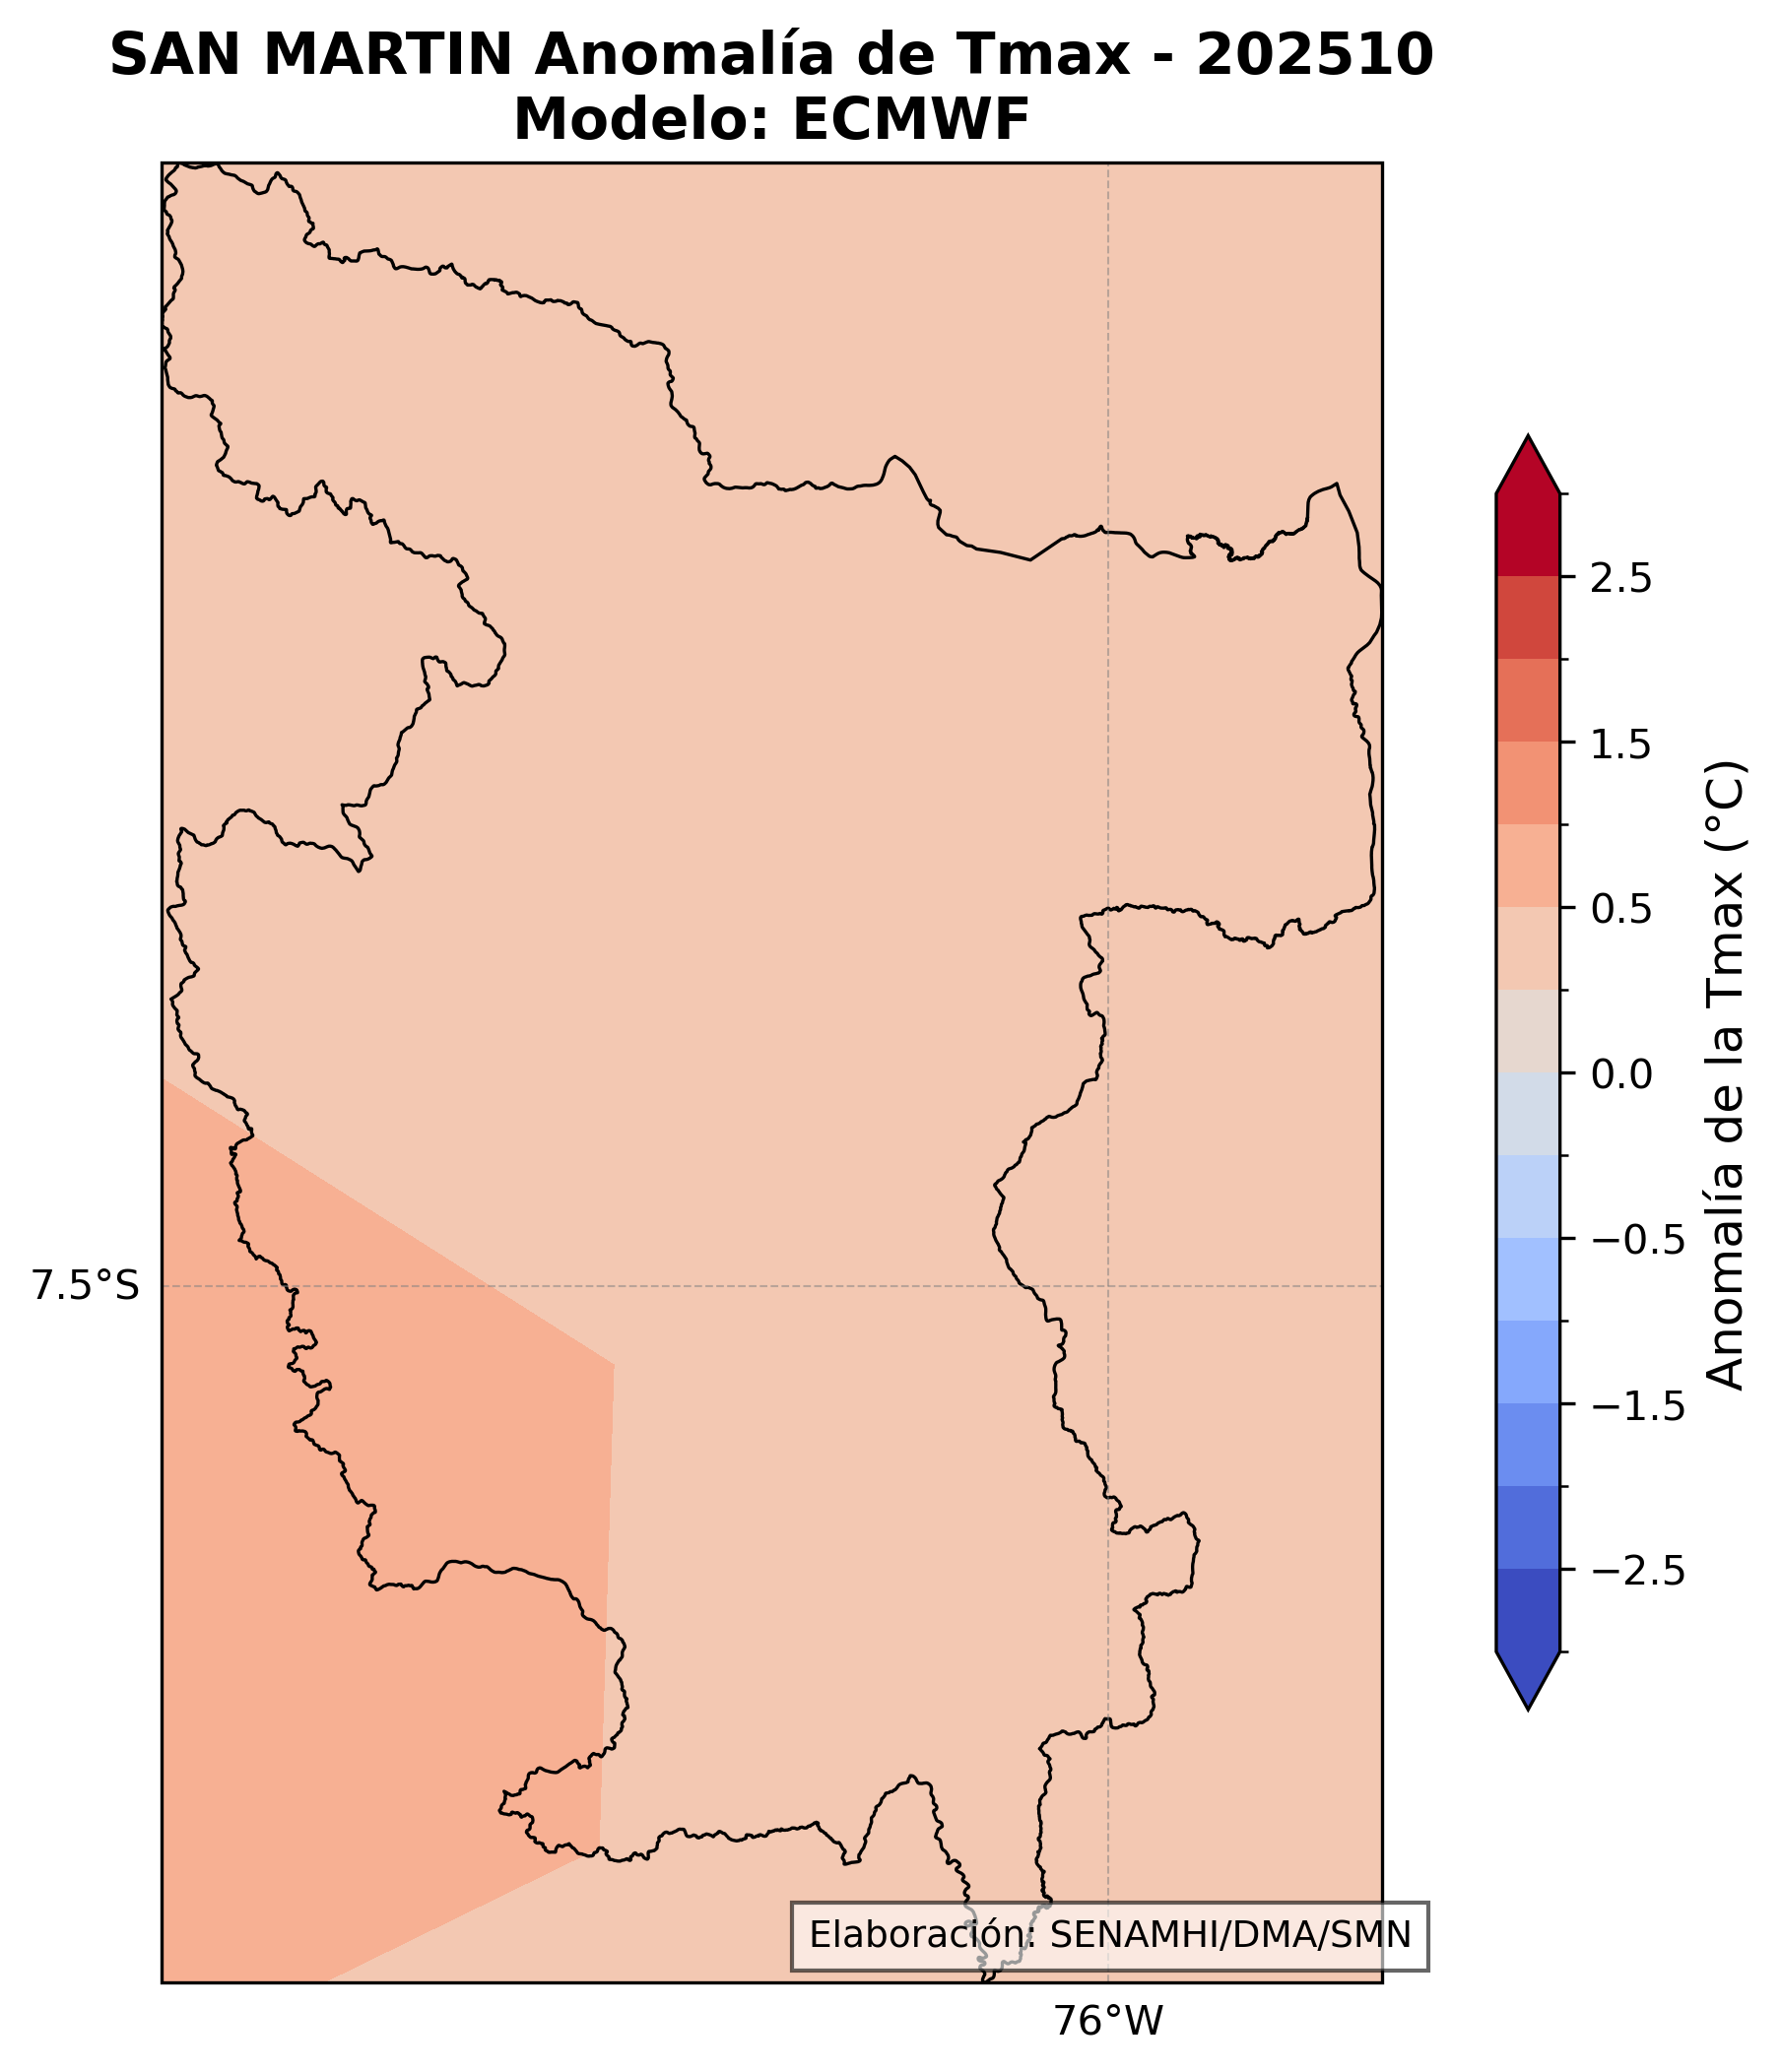 SAN MARTIN Anomalía de Tmax - 202510
Modelo: ECMWF
2.5
1.5
0.5
0.0
−0.5
−1.5
−2.5
Anomalía de la Tmax (°C)
7.5°S
Elaboración: SENAMHI/DMA/SMN
76°W